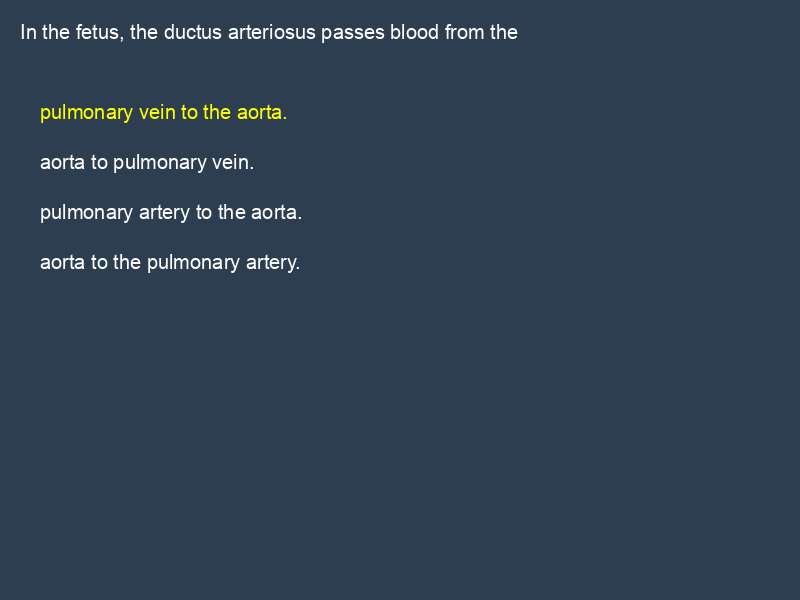 In the fetus, the ductus arteriosus passes blood from the
pulmonary vein to the aorta.
aorta to pulmonary vein.
pulmonary artery to the aorta.
aorta to the pulmonary artery.